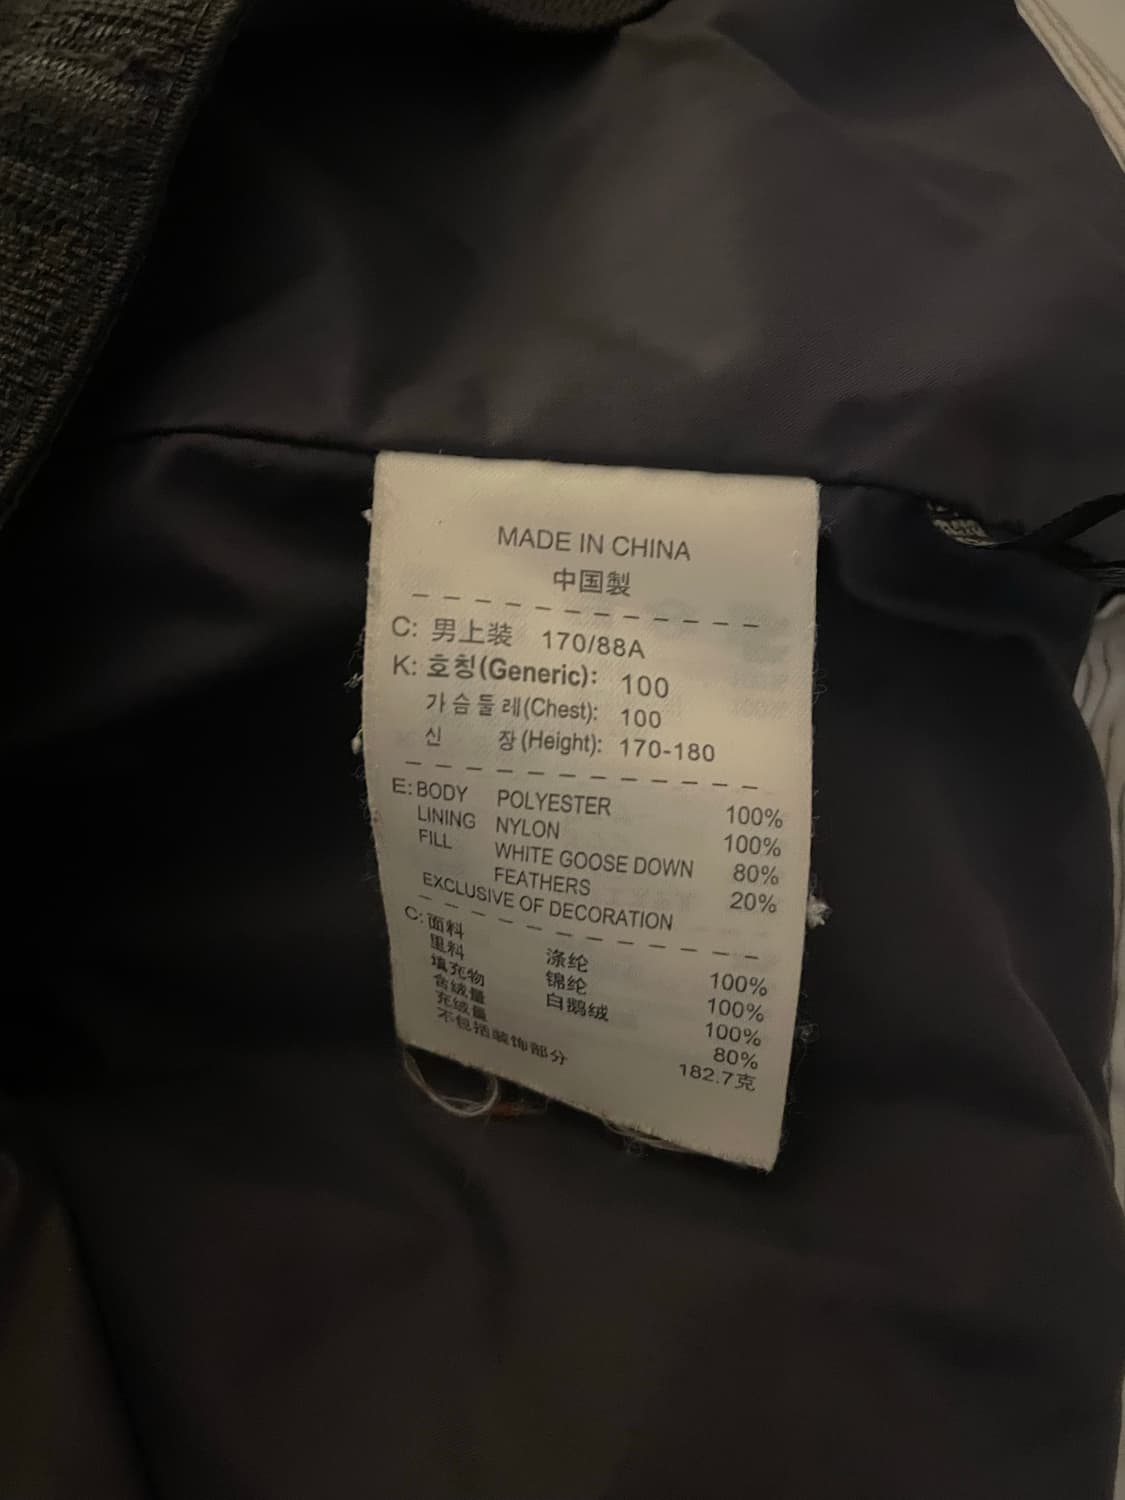 MADE IN CHINA
中国製
C: 男上装 170/88A
K: 호칭(Generic): 100
가슴둘레(Chest): 100
신 장(Height): 170-180
E: BODY POLYESTER 100%
LINING NYLON 100%
FILL WHITE GOOSE DOWN 80%
FEATHERS 20%
EXCLUSIVE OF DECORATION
C: 面料 涤纶 100%
里料 锦纶 100%
填充物 白鹅绒 100%
含绒量 80%
充绒量 182.7克
不包括装饰部分